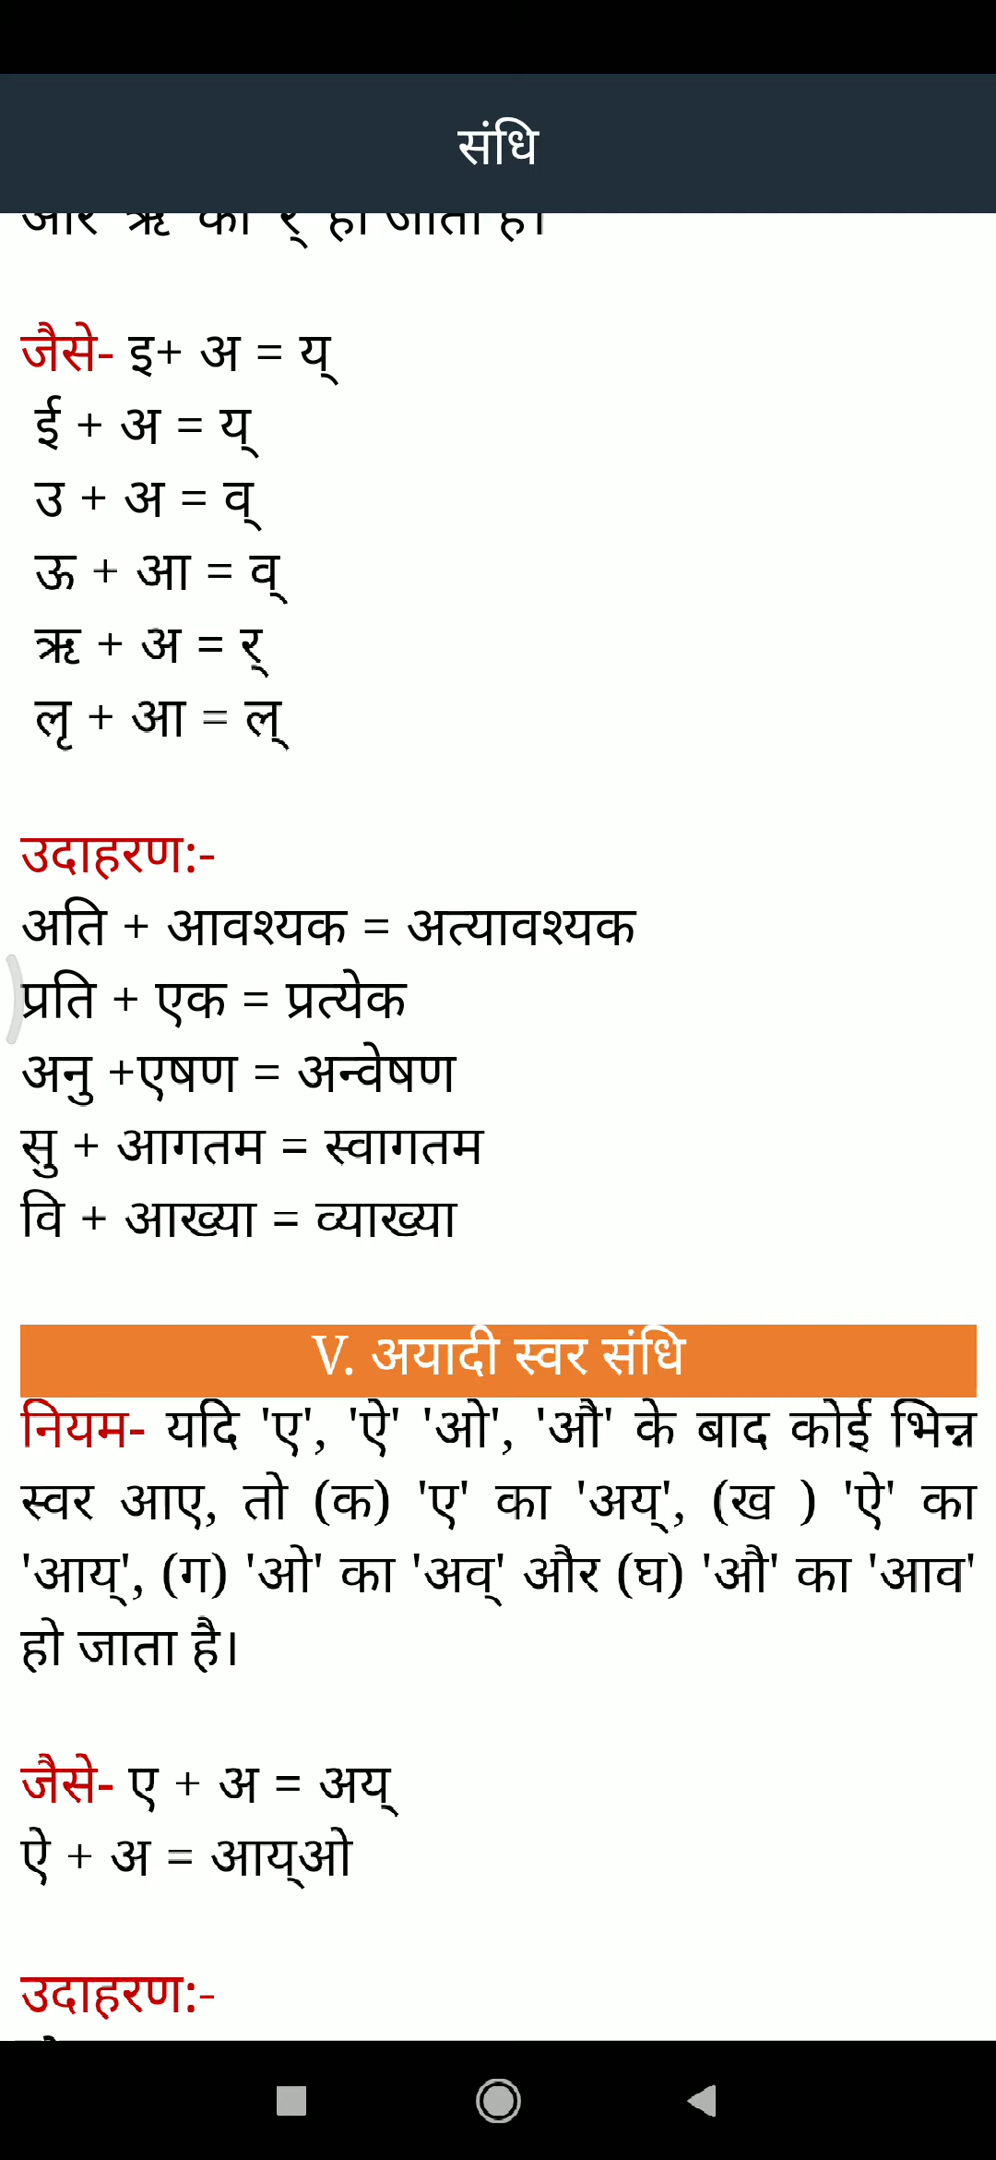 संधि
और 'ऋ' का 'र्' हो जाता है।
जैसे- इ+ अ = य्
ई + अ = य्
उ + अ = व्
ऊ + आ = व्
ऋ + अ = र्
लृ + आ = ल्
उदाहरण:-
अति + आवश्यक = अत्यावश्यक
प्रति + एक = प्रत्येक
अनु +एषण = अन्वेषण
सु + आगतम = स्वागतम
वि + आख्या = व्याख्या
V. अयादी स्वर संधि
नियम- यदि 'ए', 'ऐ' 'ओ', 'औ' के बाद कोई भिन्न
स्वर आए, तो (क) 'ए' का 'अय्', (ख ) 'ऐ' का
'आय्', (ग) 'ओ' का 'अव्' और (घ) 'औ' का 'आव'
हो जाता है।
जैसे- ए + अ = अय्
ऐ + अ = आय्ओ
उदाहरण:-